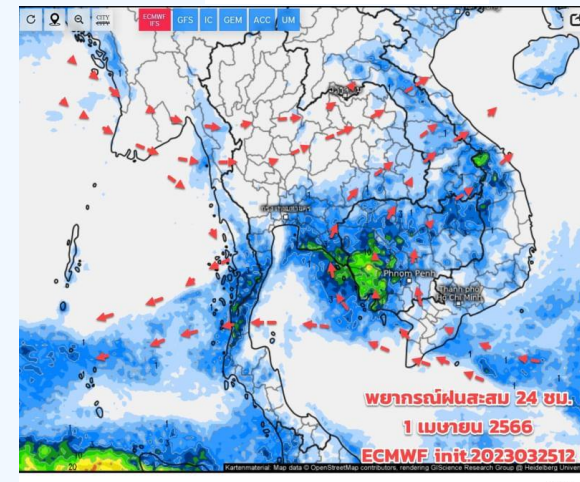 CITY
ECMWF IFS GFS IC GEM ACC UM
Phnom Penh
Thành phố
Hồ Chí Minh
พยากรณ์ฝนสะสม 24 ชม.
1 เมษายน 2566
ECMWF init.2023032512
Kartenmaterial: Map data © OpenStreetMap contributors, rendering GIScience Research Group @ Heidelberg Univer